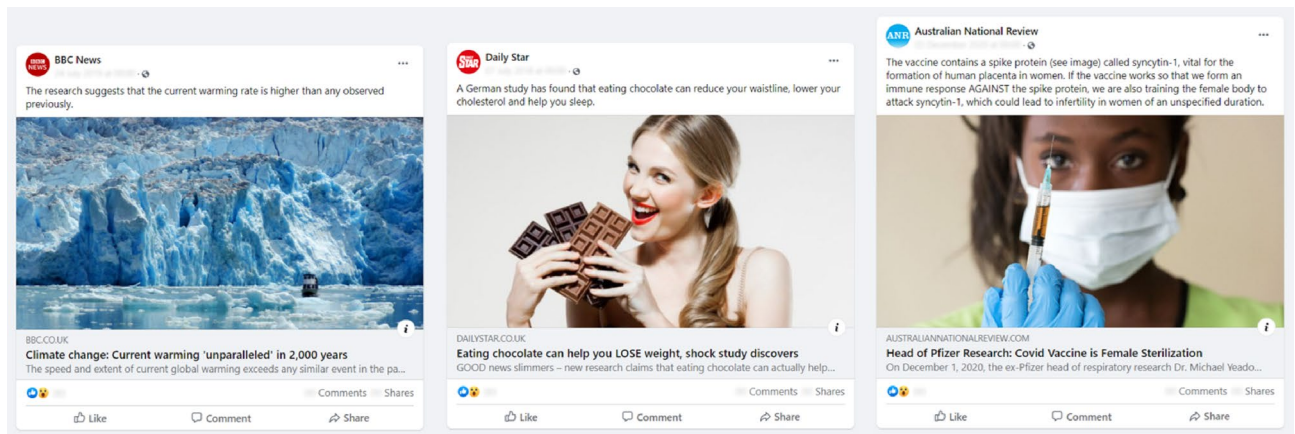 BBC NEWS
BBC News
The research suggests that the current warming rate is higher than any observed
previously.
BBC.CO.UK
Climate change: Current warming 'unparalleled' in 2,000 years
The speed and extent of current global warming exceeds any similar event in the pa...
Comments Shares
Like Comment Share
STAR
Daily Star
A German study has found that eating chocolate can reduce your waistline, lower your
cholesterol and help you sleep.
DAILYSTAR.CO.UK
Eating chocolate can help you LOSE weight, shock study discovers
GOOD news slimmers – new research claims that eating chocolate can actually help...
Comments Shares
Like Comment Share
ANR
Australian National Review
The vaccine contains a spike protein (see image) called syncytin-1, vital for the
formation of human placenta in women. If the vaccine works so that we form an
immune response AGAINST the spike protein, we are also training the female body to
attack syncytin-1, which could lead to infertility in women of an unspecified duration.
AUSTRALIANNATIONALREVIEW.COM
Head of Pfizer Research: Covid Vaccine is Female Sterilization
On December 1, 2020, the ex-Pfizer head of respiratory research Dr. Michael Yeado...
Comments Shares
Like Comment Share